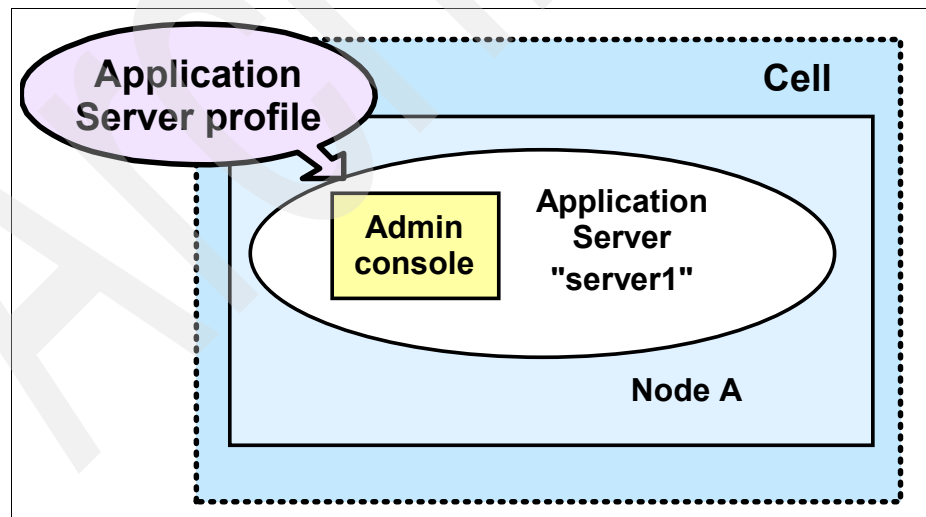 Application
Server profile
Cell
Admin
console
Application
Server
"server1"
Node A